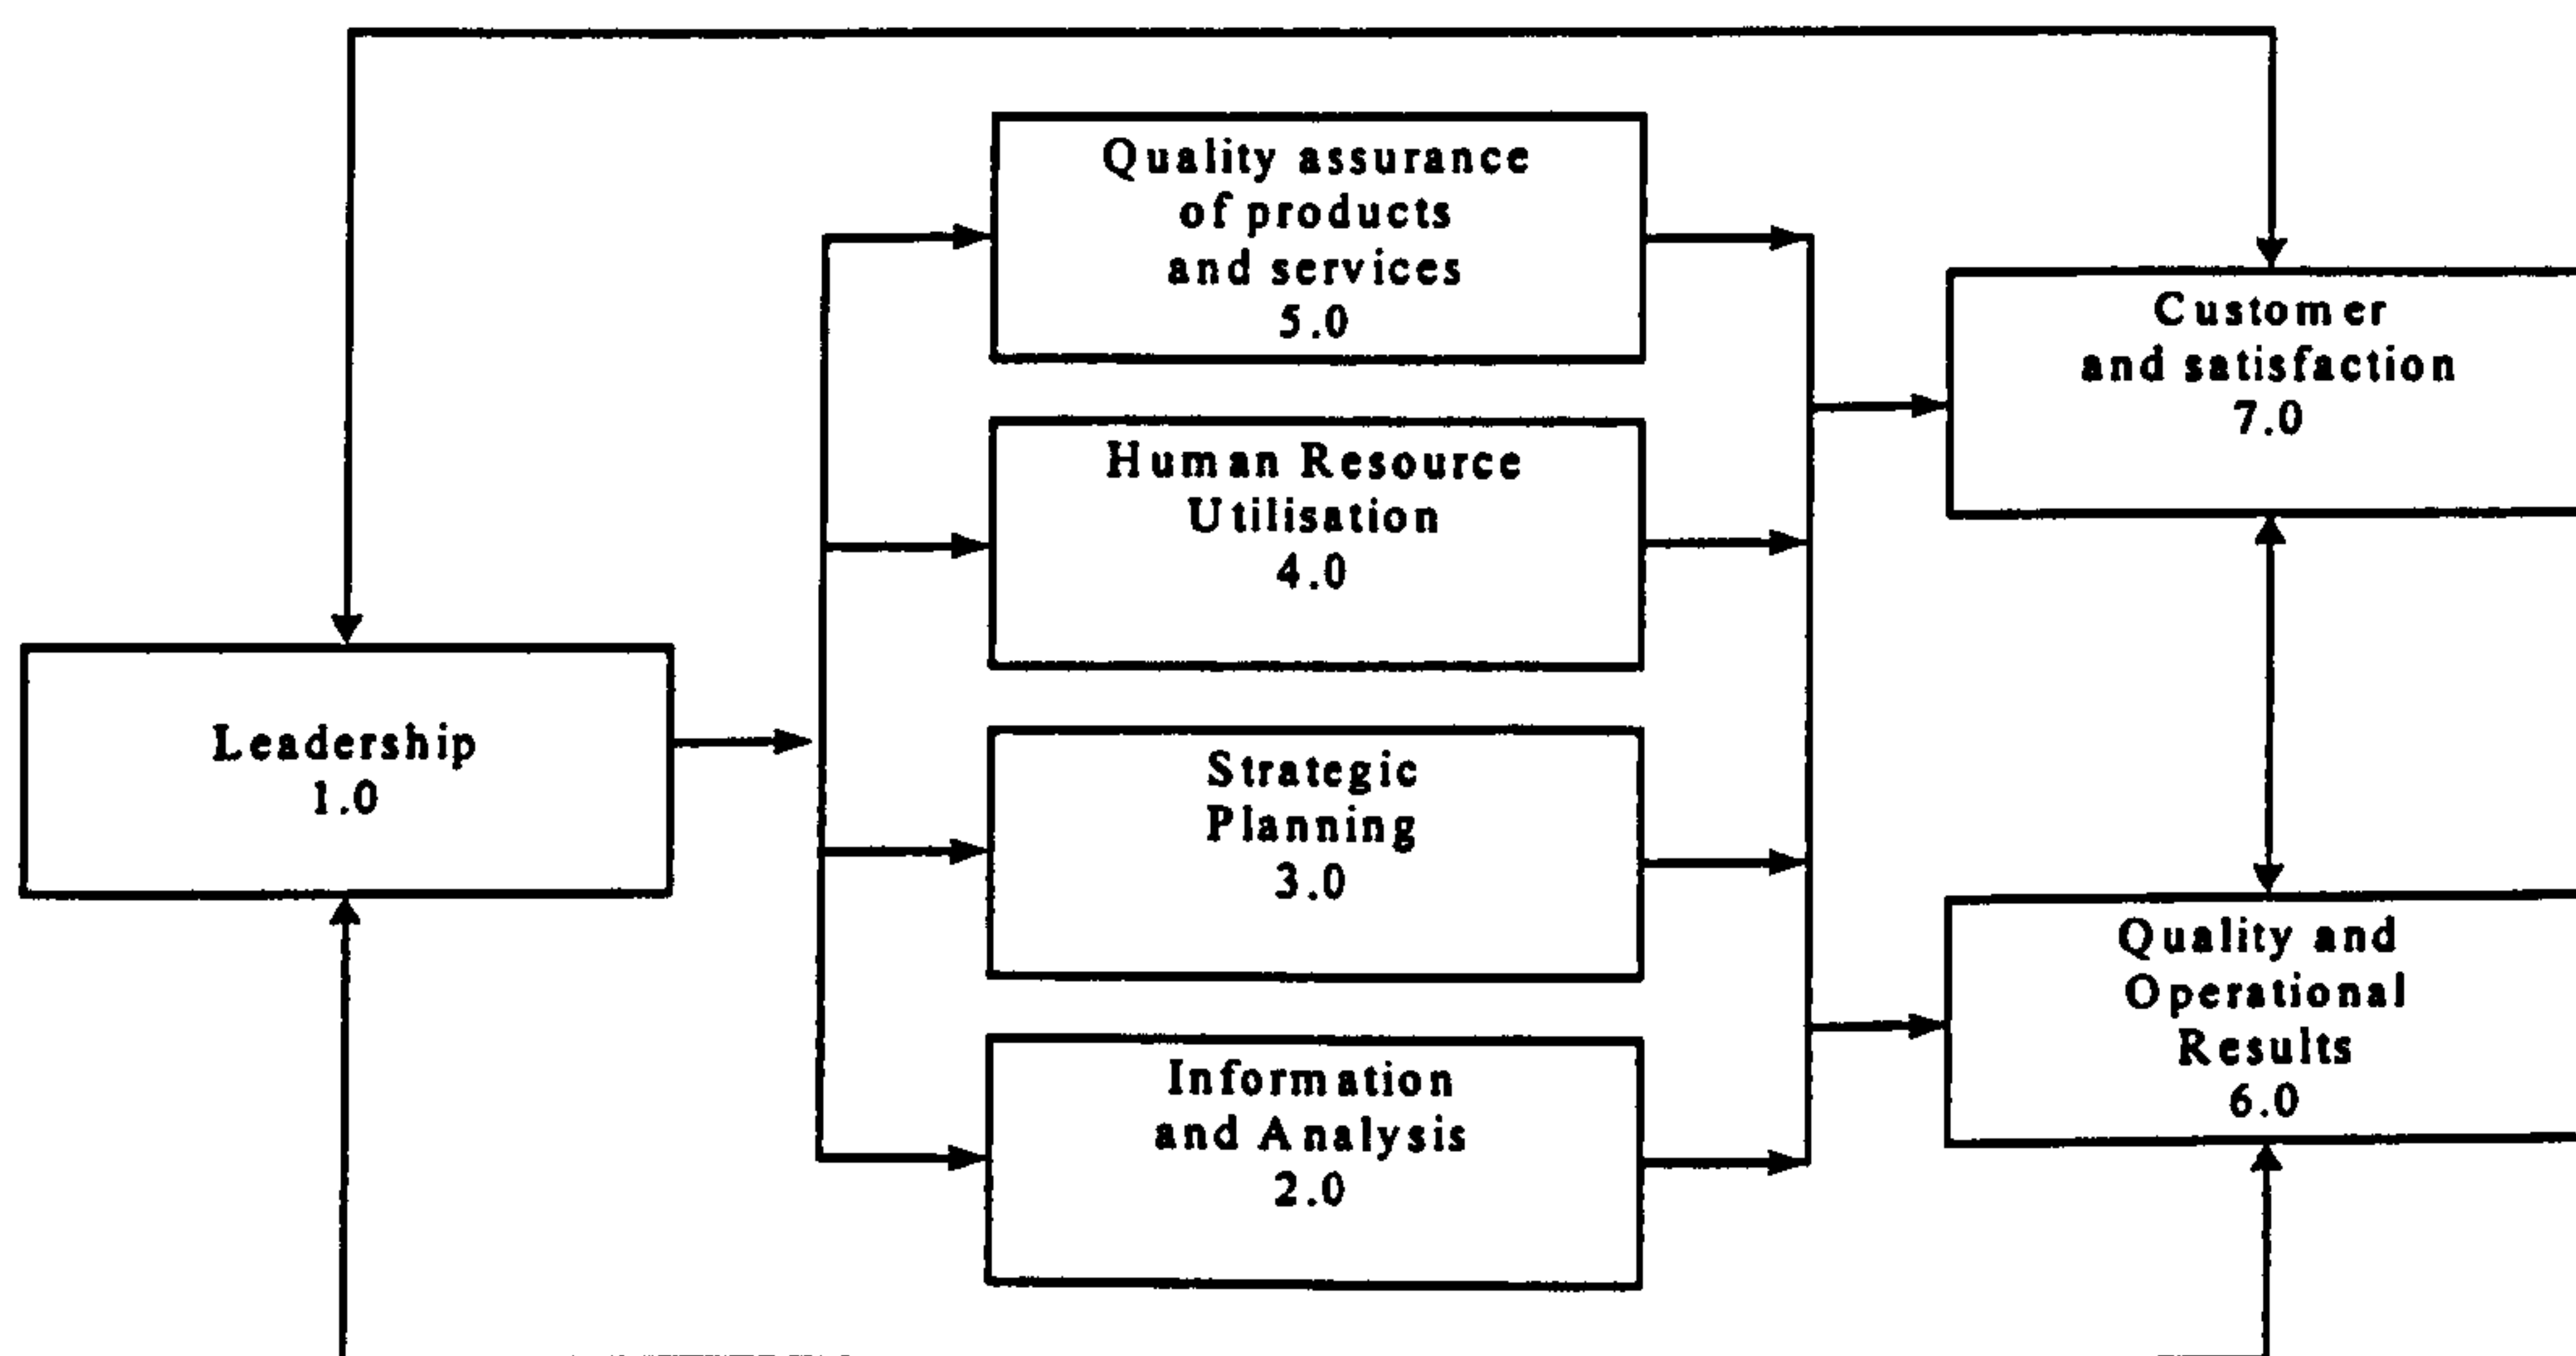 Quality assurance
of products
and services
5.0
Human Resource
Utilisation
4.0
Strategic
Planning
3.0
Information
and Analysis
2.0
Leadership
1.0
Customer
and satisfaction
7.0
Quality and
Operational
Results
6.0